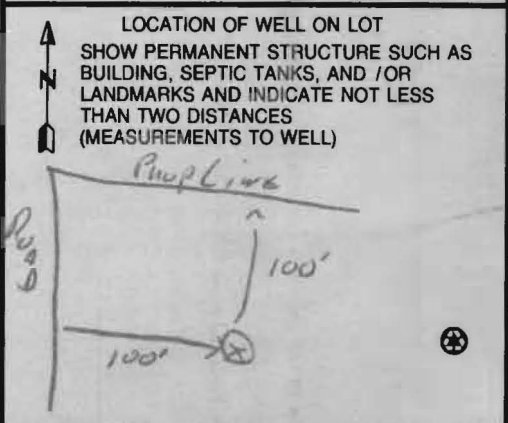 LOCATION OF WELL ON LOT
SHOW PERMANENT STRUCTURE SUCH AS
BUILDING, SEPTIC TANKS, AND /OR
LANDMARKS AND INDICATE NOT LESS
THAN TWO DISTANCES
(MEASUREMENTS TO WELL)
N
Prop Line
Road
100'
100'
X